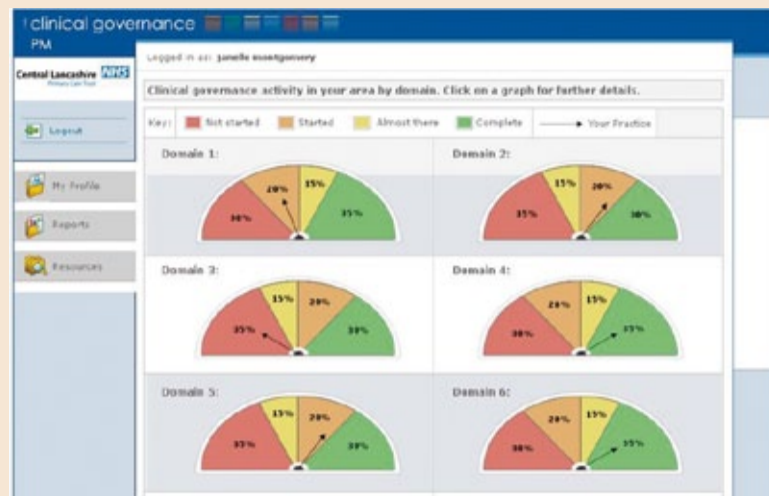 clinical governance
PM
Central Lancashire NHS
Primary Care Trust
Logged in as: janelle montgomery
Clinical governance activity in your area by domain. Click on a graph for further details.
Logout
Key: Not started Started Almost there Complete Your Practice
My Profile
Reports
Resources
Domain 1: Domain 2:
30% 20% 15% 35%
35% 15% 20% 30%
Domain 3: Domain 4:
35% 15% 20% 30%
30% 20% 15% 35%
Domain 5: Domain 6:
35% 15% 20% 30%
30% 20% 15% 35%